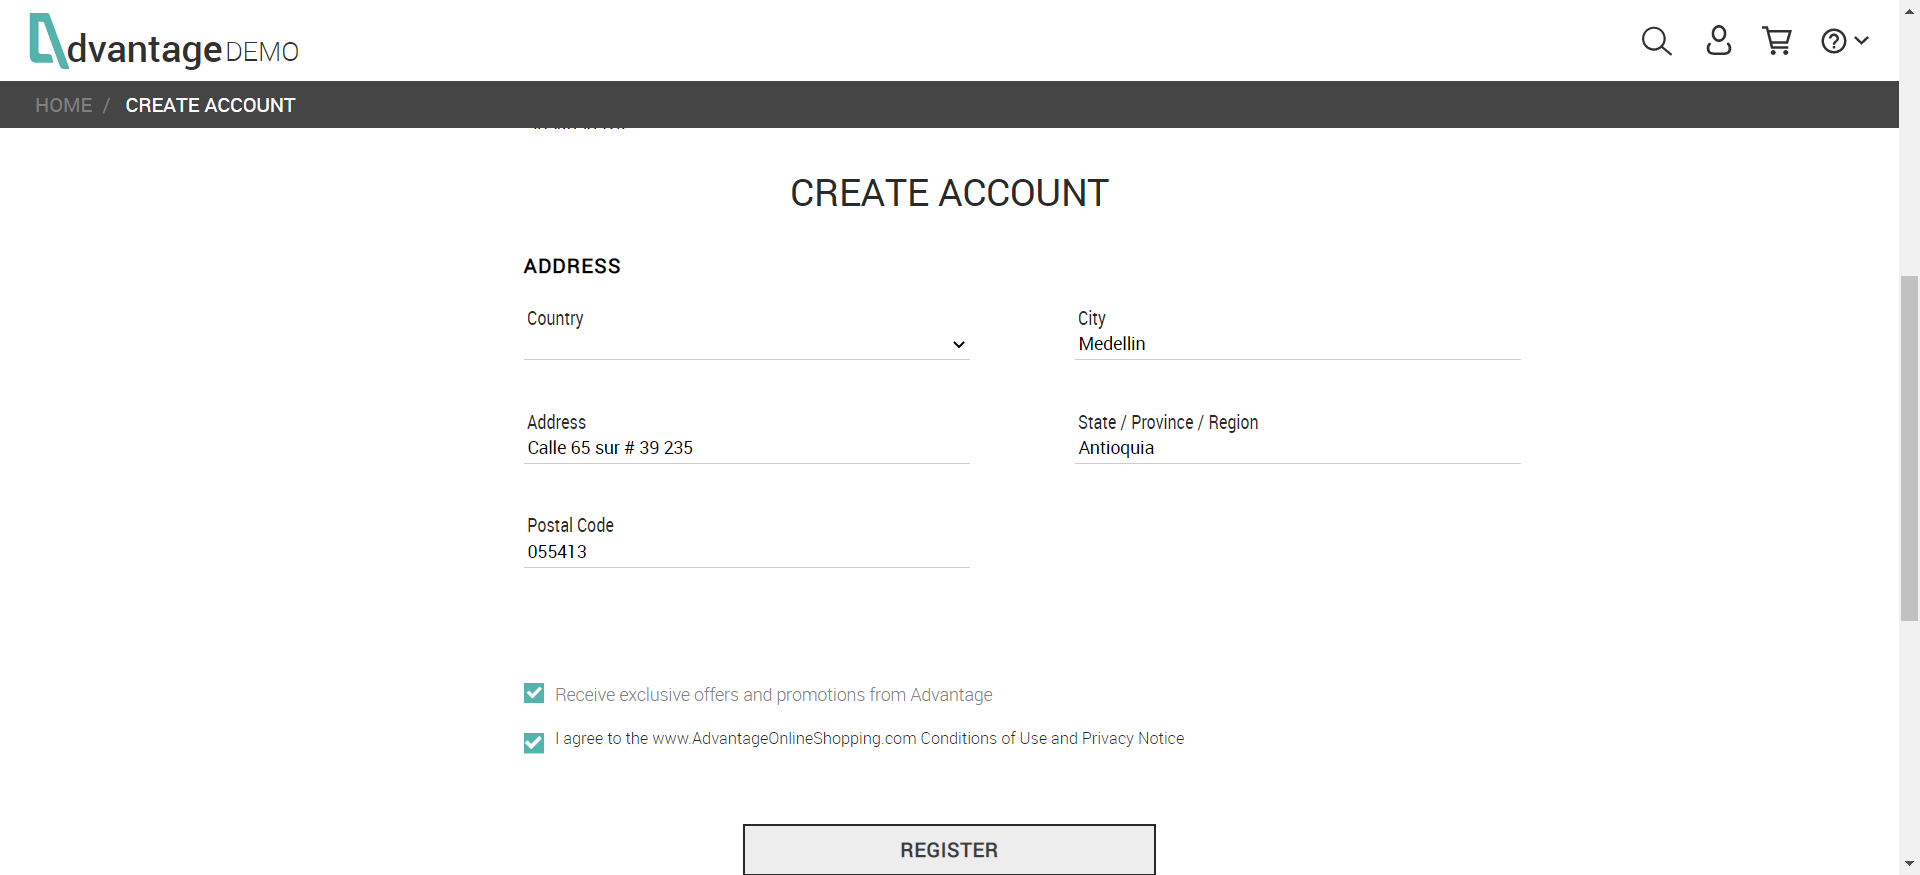 dvantage DEMO
HOME / CREATE ACCOUNT
CREATE ACCOUNT
ADDRESS
Country
City
Medellin
Address
Calle 65 sur # 39 235
State / Province / Region
Antioquia
Postal Code
055413
Receive exclusive offers and promotions from Advantage
I agree to the www.AdvantageOnlineShopping.com Conditions of Use and Privacy Notice
REGISTER